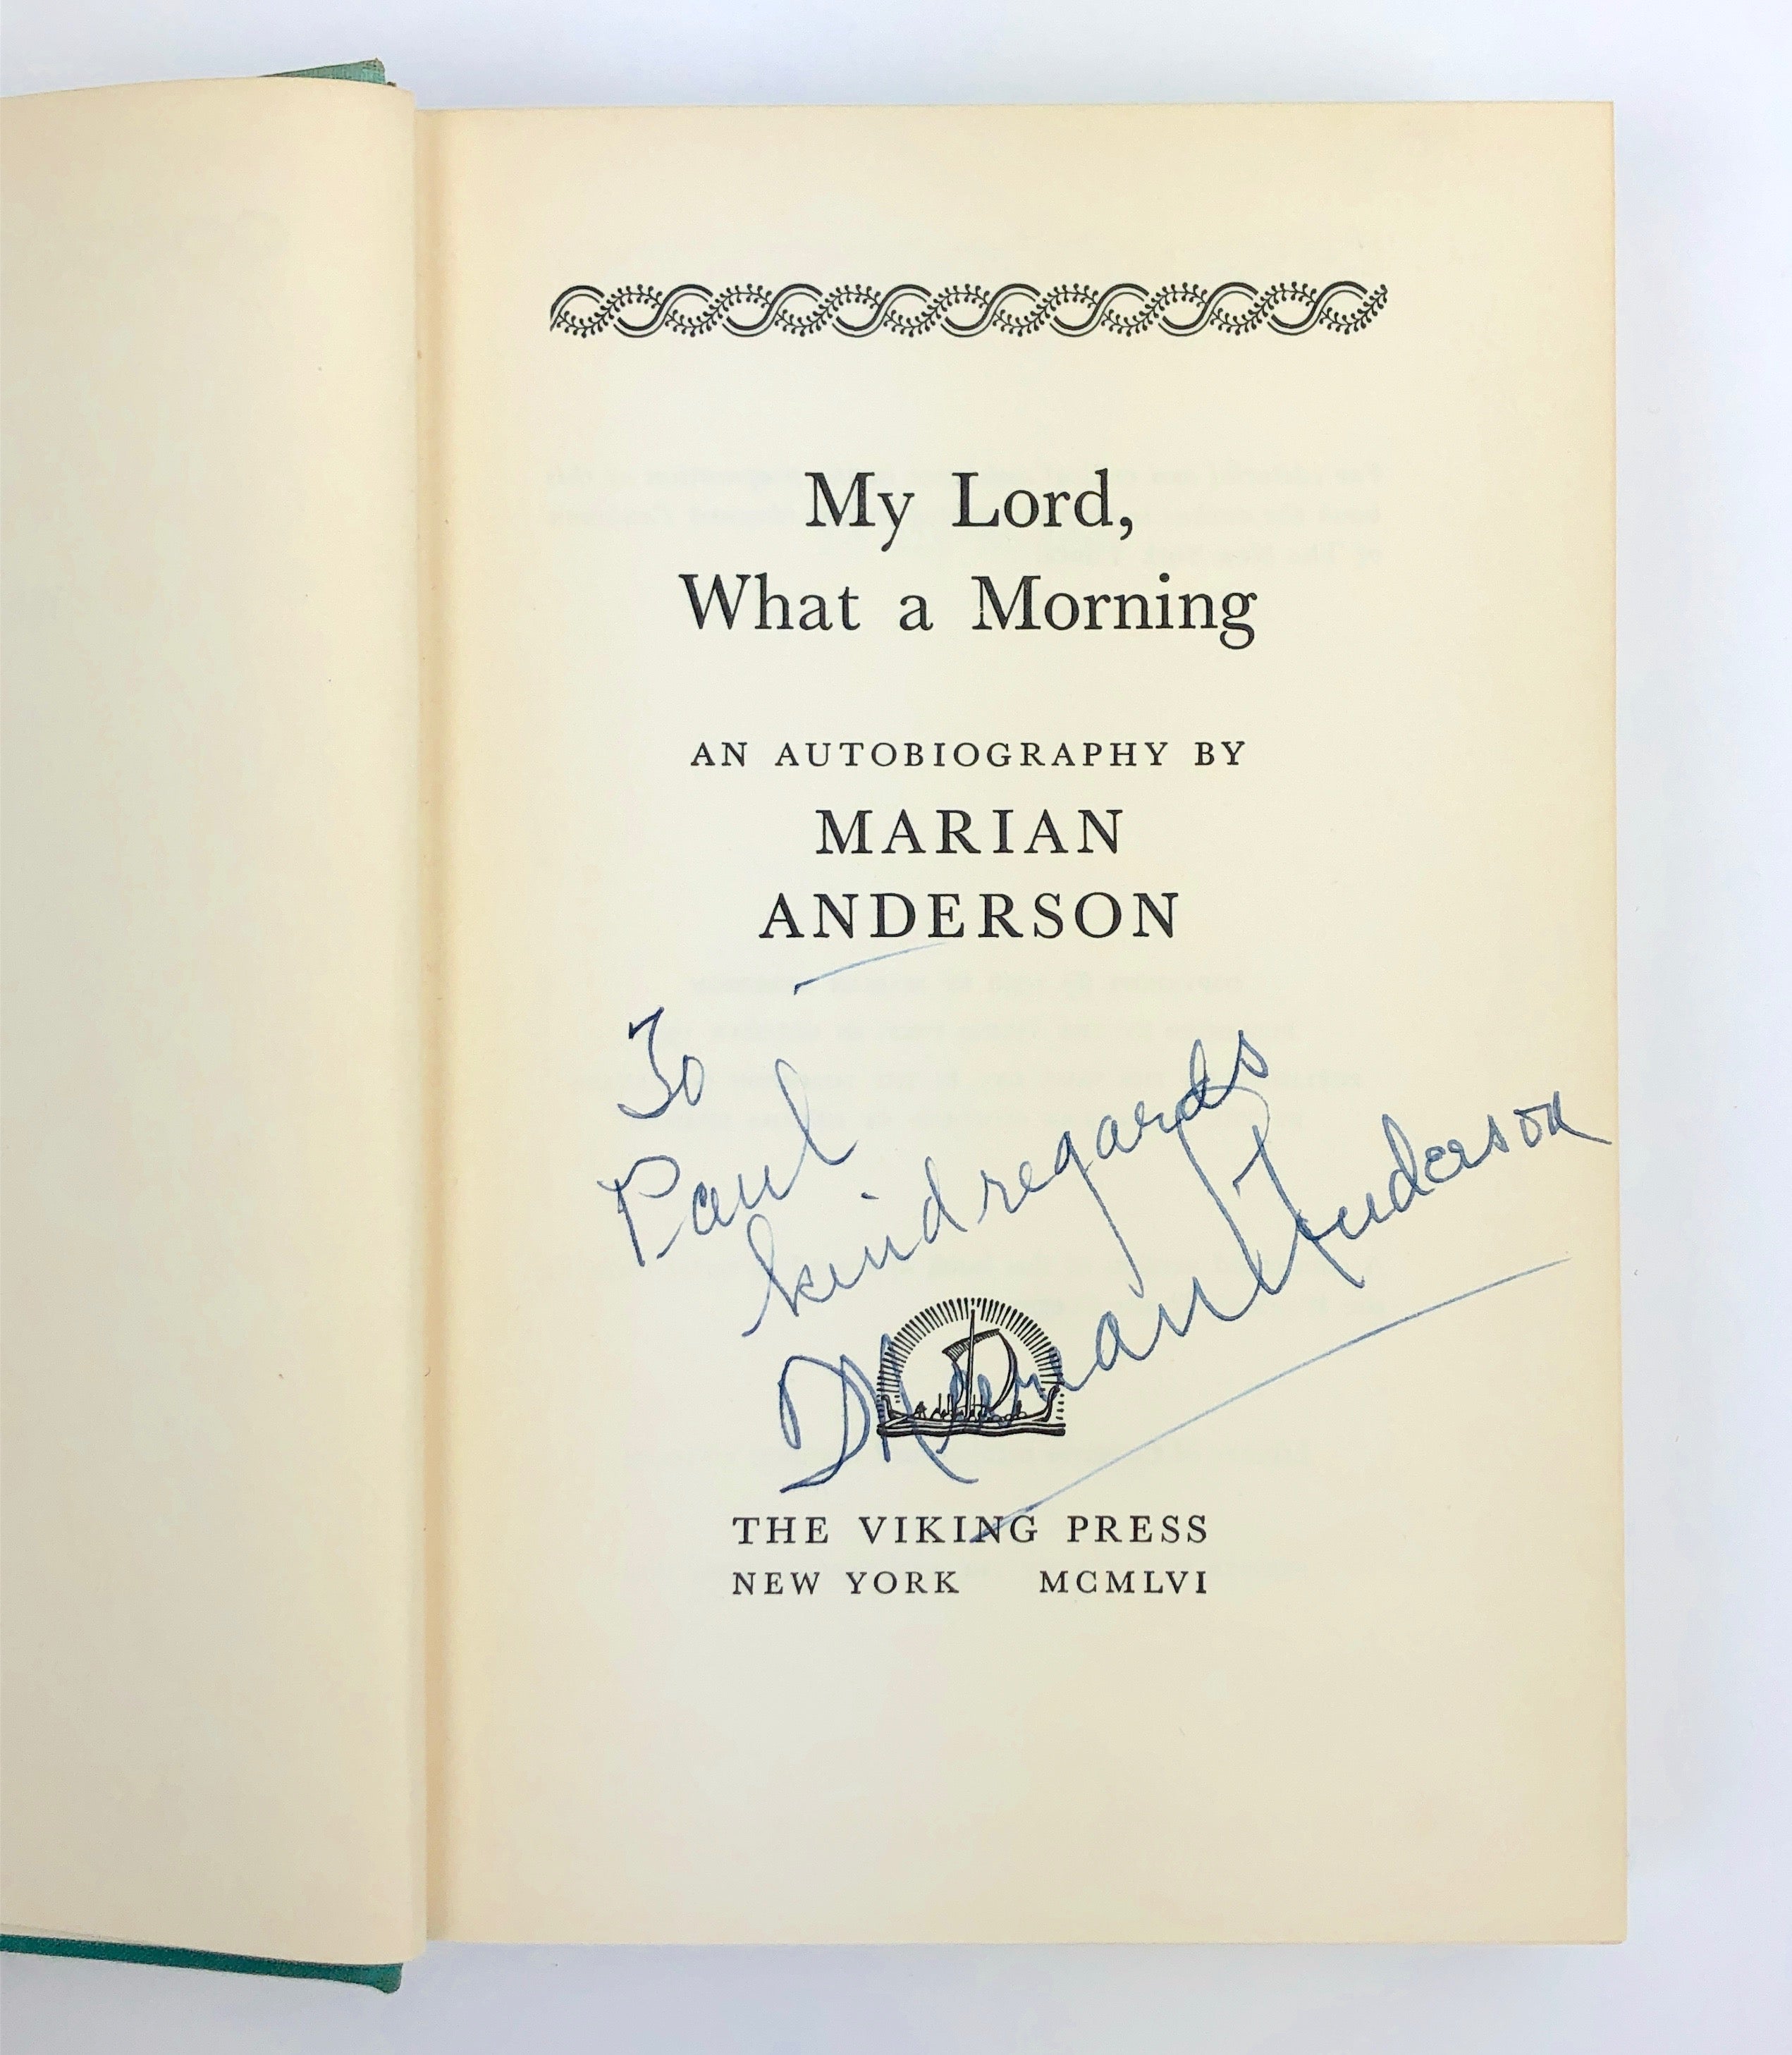 My Lord,
What a Morning
AN AUTOBIOGRAPHY BY
MARIAN
ANDERSON
To
Paul
kind regards
Marian Anderson
THE VIKING PRESS
NEW YORK MCMLVI